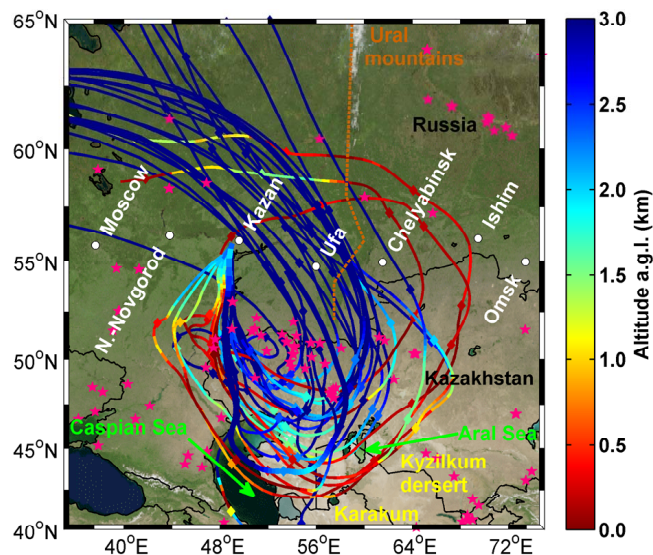 65°N
60°N
55°N
50°N
45°N
40°N
Ural
mountains
Russia
Moscow
N.-Novgorod
Kazan
Ufa
Chelyabinsk
Ishim
Omsk
Kazakhstan
Caspian Sea
Aral Sea
Kyzilkum
dersert
Karakum
40°E
48°E
56°E
64°E
72°E
3.0
2.5
2.0
1.5
1.0
0.5
0.0
Altitude a.g.l. (km)